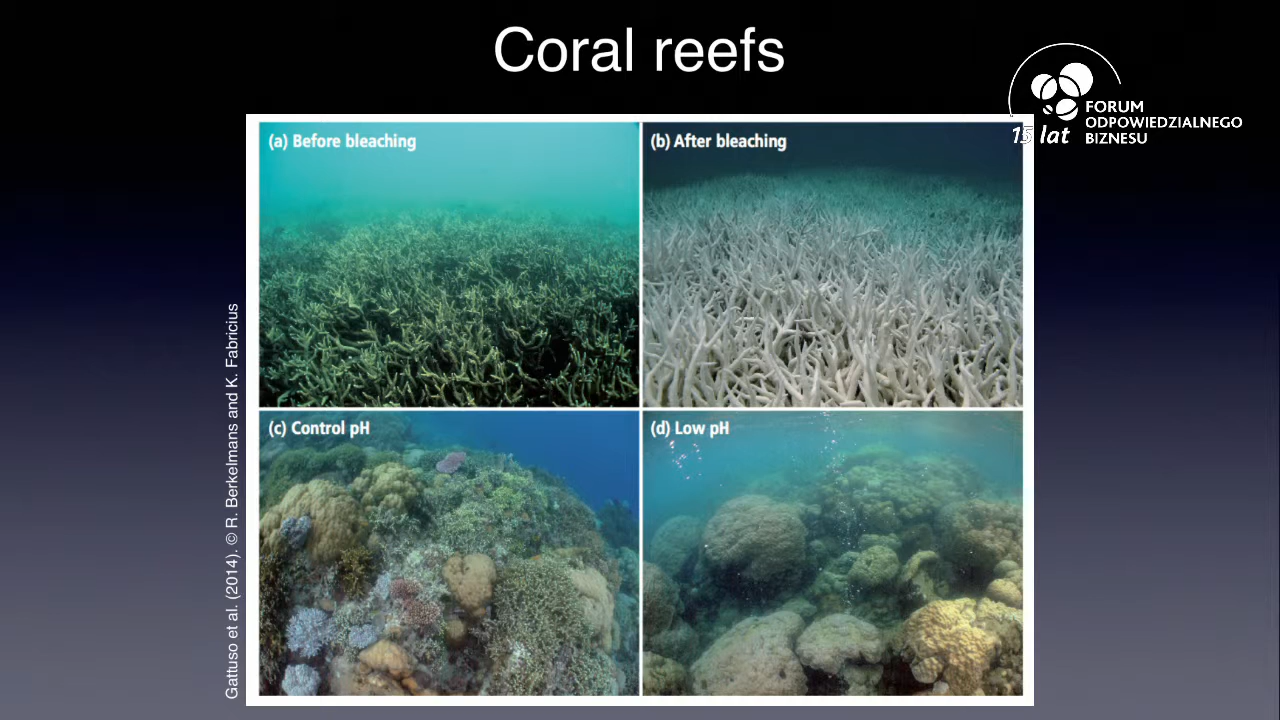 Coral reefs
FORUM
ODPOWIEDZIALNEGO
BIZNESU
15 lat
(a) Before bleaching
(b) After bleaching
(c) Control pH
(d) Low pH
Gattuso et al. (2014). © R. Berkelmans and K. Fabricius